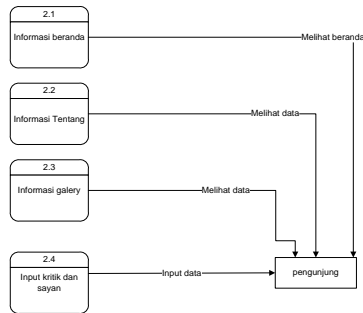 2.1
Informasi beranda
Melihat beranda
2.2
Informasi Tentang
Melihat data
2.3
Informasi galery
Melihat data
2.4
Input kritik dan
sayan
Input data
pengunjung